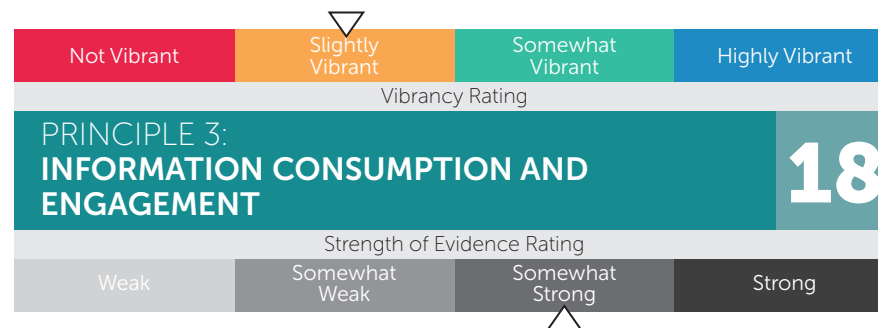 Not Vibrant
Slightly
Vibrant
Somewhat
Vibrant
Highly Vibrant
Vibrancy Rating
PRINCIPLE 3:
INFORMATION CONSUMPTION AND
ENGAGEMENT
18
Strength of Evidence Rating
Weak
Somewhat
Weak
Somewhat
Strong
Strong